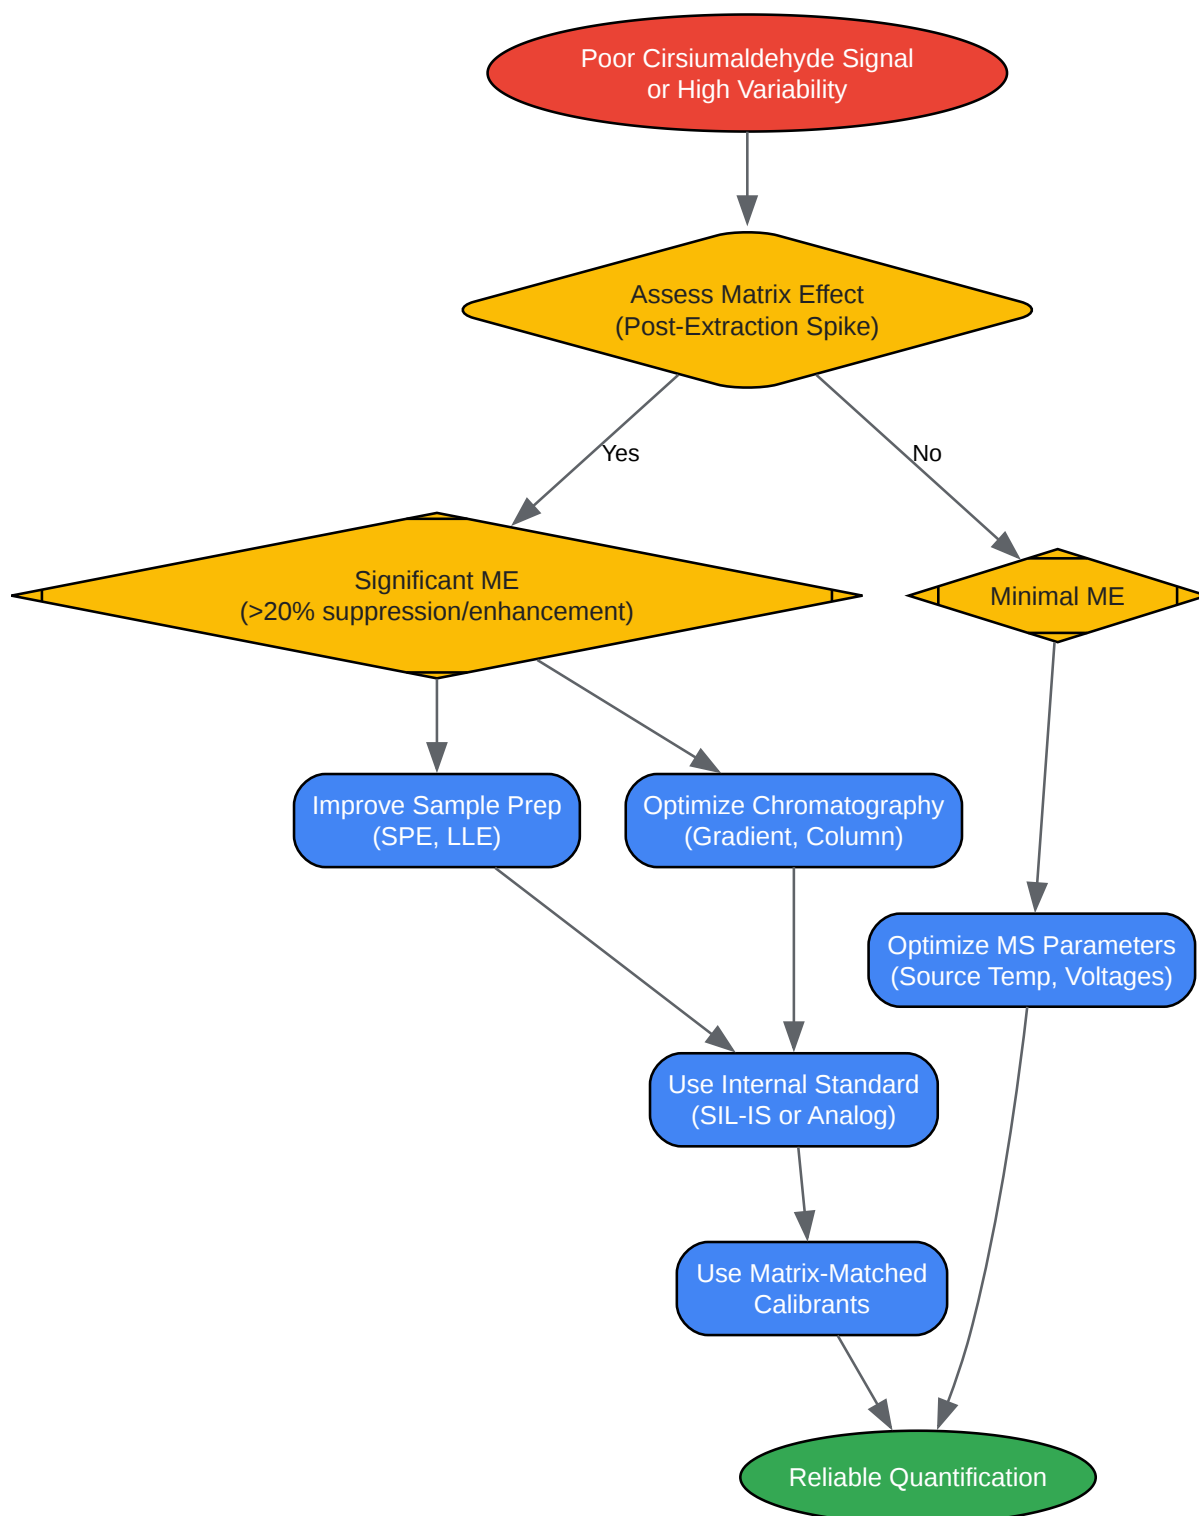 Poor Cirsiumaldehyde Signal
or High Variability
Assess Matrix Effect
(Post-Extraction Spike)
Yes
No
Significant ME
(>20% suppression/enhancement)
Minimal ME
Improve Sample Prep
(SPE, LLE)
Optimize Chromatography
(Gradient, Column)
Optimize MS Parameters
(Source Temp, Voltages)
Use Internal Standard
(SIL-IS or Analog)
Use Matrix-Matched
Calibrants
Reliable Quantification